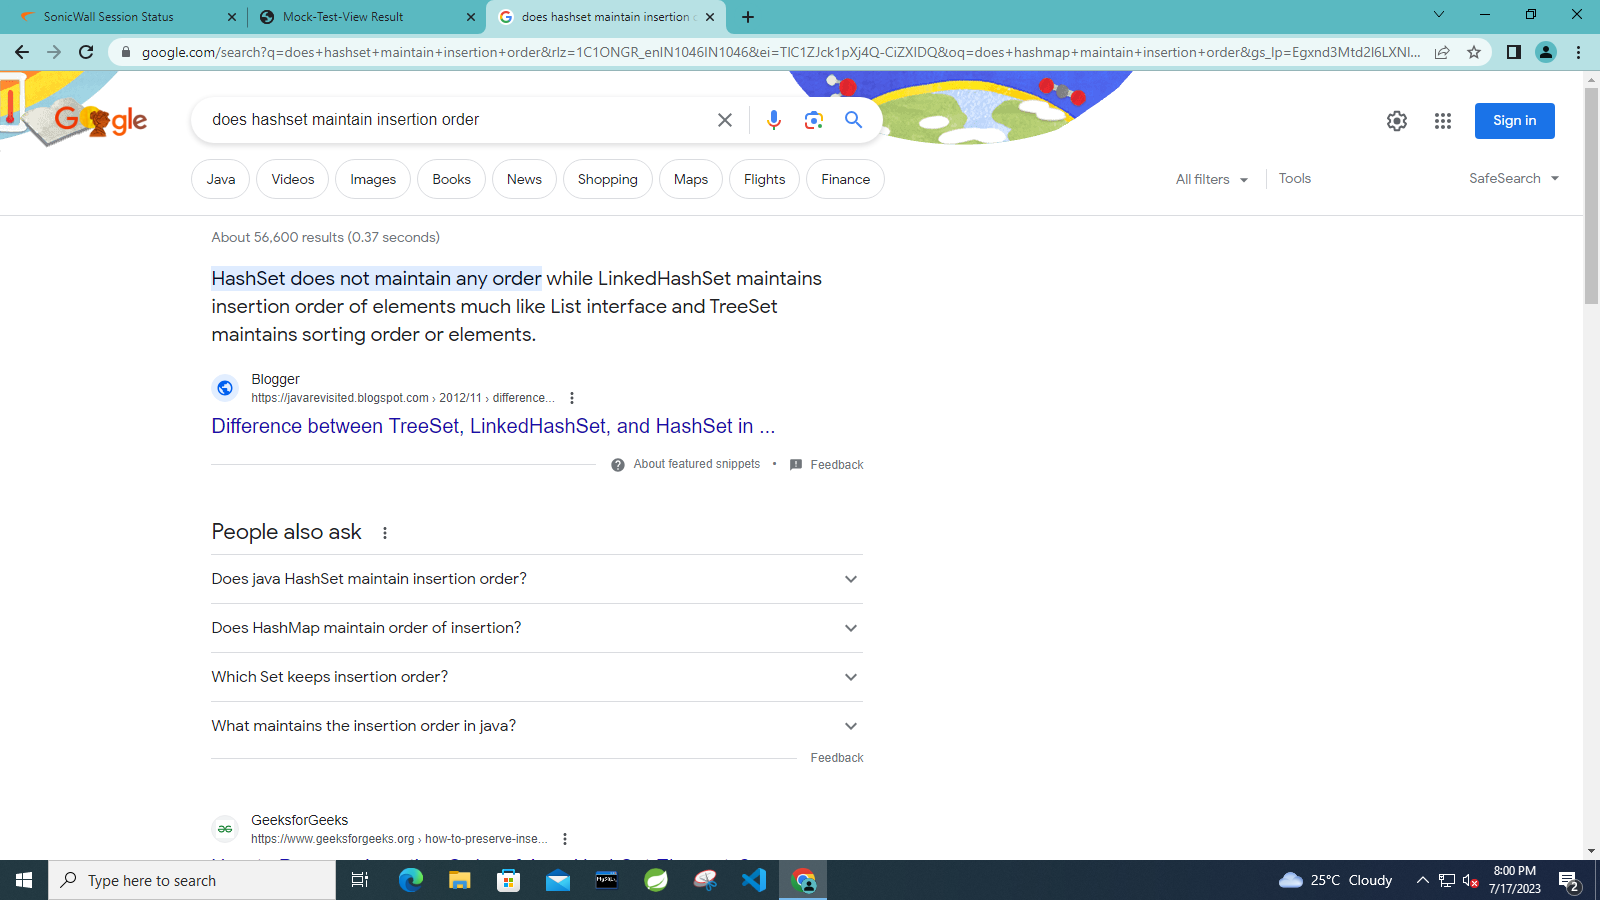 SonicWall Session Status
Mock-Test-View Result
does hashset maintain insertion o
google.com/search?q=does+hashset+maintain+insertion+order&rlz=1C1ONGR_enIN1046IN1046&ei=TIC1ZJck1pXj4Q-CiZXIDQ&oq=does+hashmap+maintain+insertion+order&gs_lp=Egxnd3Mtd2l6LXNl...
Google
does hashset maintain insertion order
Sign in
Java
Videos
Images
Books
News
Shopping
Maps
Flights
Finance
All filters
Tools
SafeSearch
About 56,600 results (0.37 seconds)
HashSet does not maintain any order while LinkedHashSet maintains
insertion order of elements much like List interface and TreeSet
maintains sorting order or elements.
Blogger
https://javarevisited.blogspot.com › 2012/11 › difference...
Difference between TreeSet, LinkedHashSet, and HashSet in ...
About featured snippets • Feedback
People also ask
Does java HashSet maintain insertion order?
Does HashMap maintain order of insertion?
Which Set keeps insertion order?
What maintains the insertion order in java?
Feedback
GeeksforGeeks
https://www.geeksforgeeks.org › how-to-preserve-inse...
Type here to search
25°C Cloudy
8:00 PM
7/17/2023
2